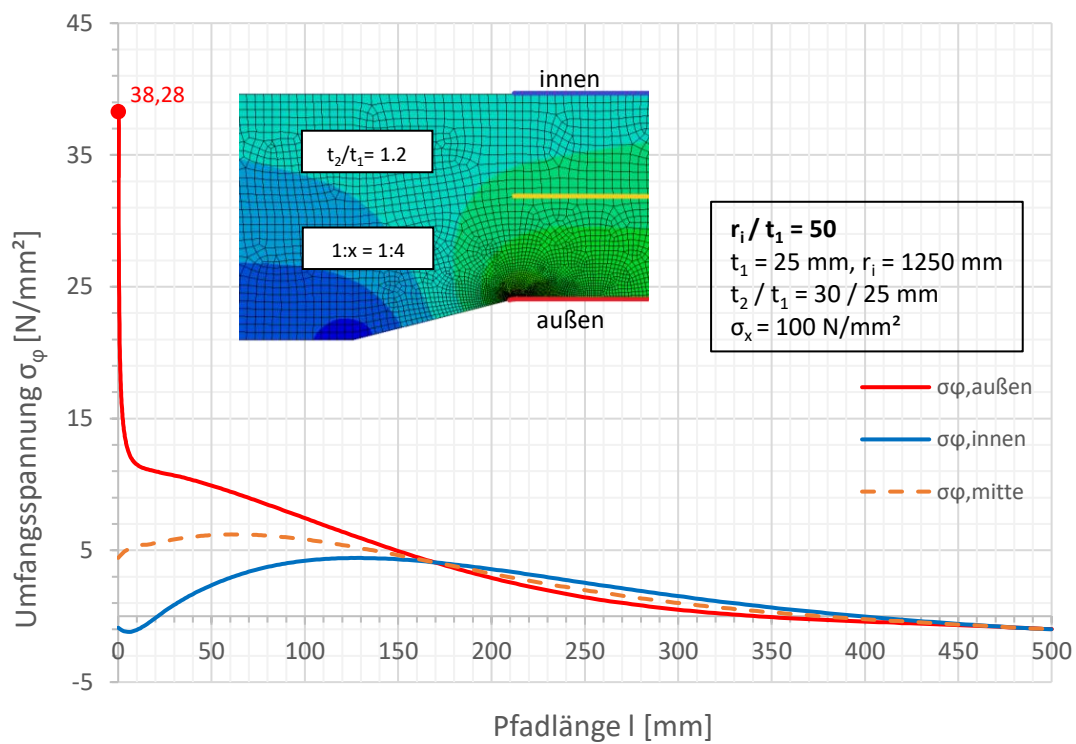 45
35
25
15
5
-5
Umfangsspannung σφ [N/mm²]
38,28
innen
t₂/t₁= 1.2
1:x = 1:4
außen
rᵢ / t₁ = 50
t₁ = 25 mm, rᵢ = 1250 mm
t₂ / t₁ = 30 / 25 mm
σₓ = 100 N/mm²
σφ,außen
σφ,innen
σφ,mitte
0 50 100 150 200 250 300 350 400 450 500
Pfadlänge l [mm]